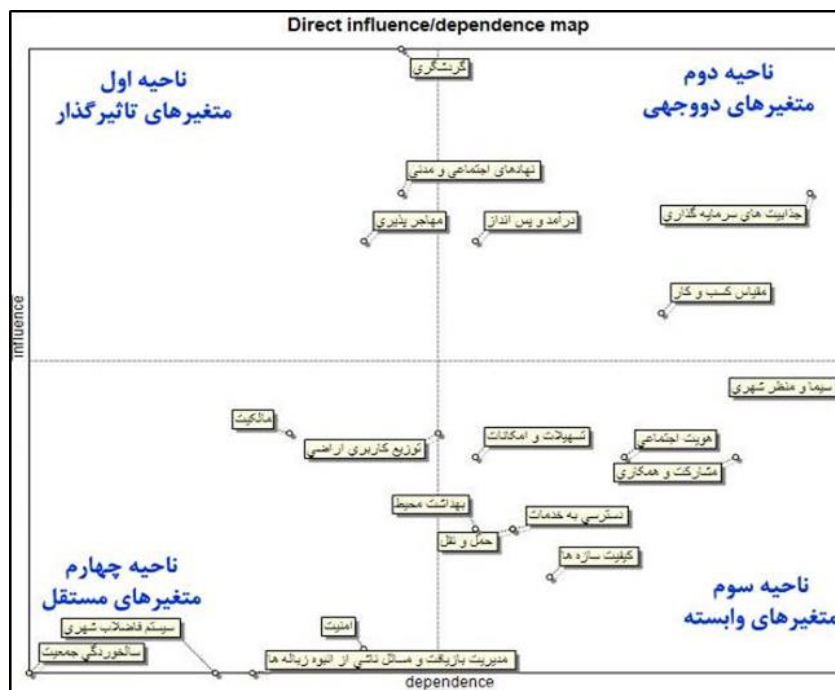 Direct influence/dependence map
گردشگری
ناحیه اول
متغیرهای تاثیرگذار
ناحیه دوم
متغیرهای دووجهی
نهادهای اجتماعی و مدنی
مهاجر پذیری
درآمد و پس انداز
جذابیت های سرمایه گذاری
مقیاس کسب و کار
influence
سیما و منظر شهری
مالکیت
توزیع کاربری اراضی
تسهیلات و امکانات
هویت اجتماعی
مشارکت و همکاری
بهداشت محیط
دسترسی به خدمات
حمل و نقل
کیفیت سازه ها
ناحیه چهارم
متغیرهای مستقل
ناحیه سوم
متغیرهای وابسته
سیستم فاضلاب شهری
امنیت
سالخوردگی جمعیت
مدیریت بازیافت و مسائل ناشی از انبوه زباله ها
dependence